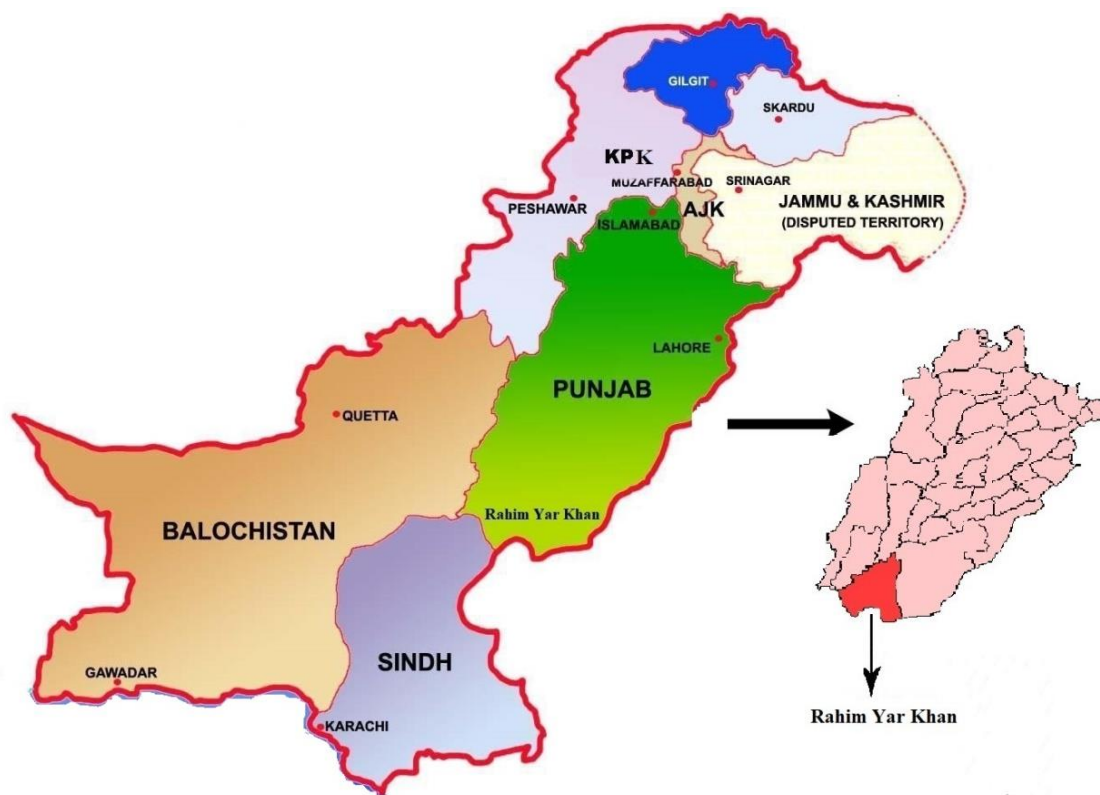 GILGIT
SKARDU
KPK
MUZAFFARABAD
SRINAGAR
PESHAWAR
AJK
JAMMU & KASHMIR
(DISPUTED TERRITORY)
ISLAMABAD
LAHORE
PUNJAB
QUETTA
Rahim Yar Khan
BALOCHISTAN
SINDH
GAWADAR
KARACHI
Rahim Yar Khan